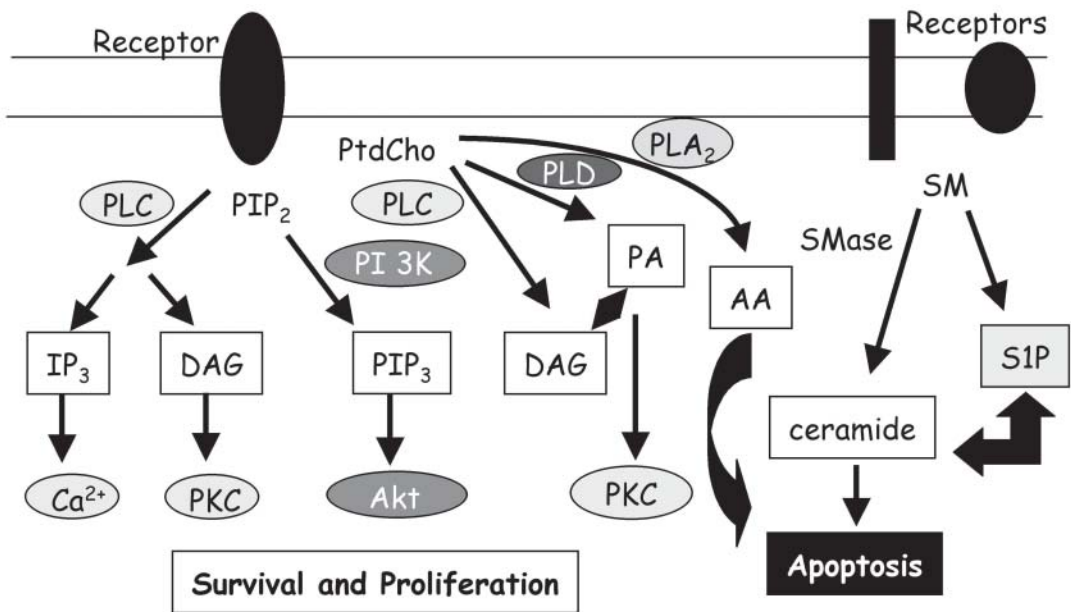 Receptor
Receptors
PtdCho
PLA₂
PLD
PLC
PIP₂
PLC
SM
SMase
PI 3K
PA
AA
IP₃
DAG
PIP₃
DAG
S1P
ceramide
Ca²⁺
PKC
Akt
PKC
Apoptosis
Survival and Proliferation